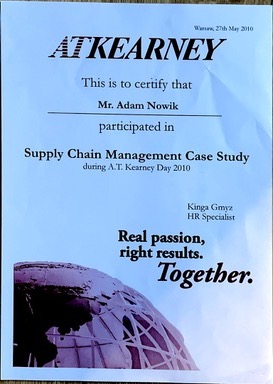 Warsaw, 27th May 2010
ATKEARNEY
This is to certify that
Mr. Adam Nowik
participated in
Supply Chain Management Case Study
during A.T. Kearney Day 2010
Kinga Gmyz
HR Specialist
Real passion,
right results.
Together.